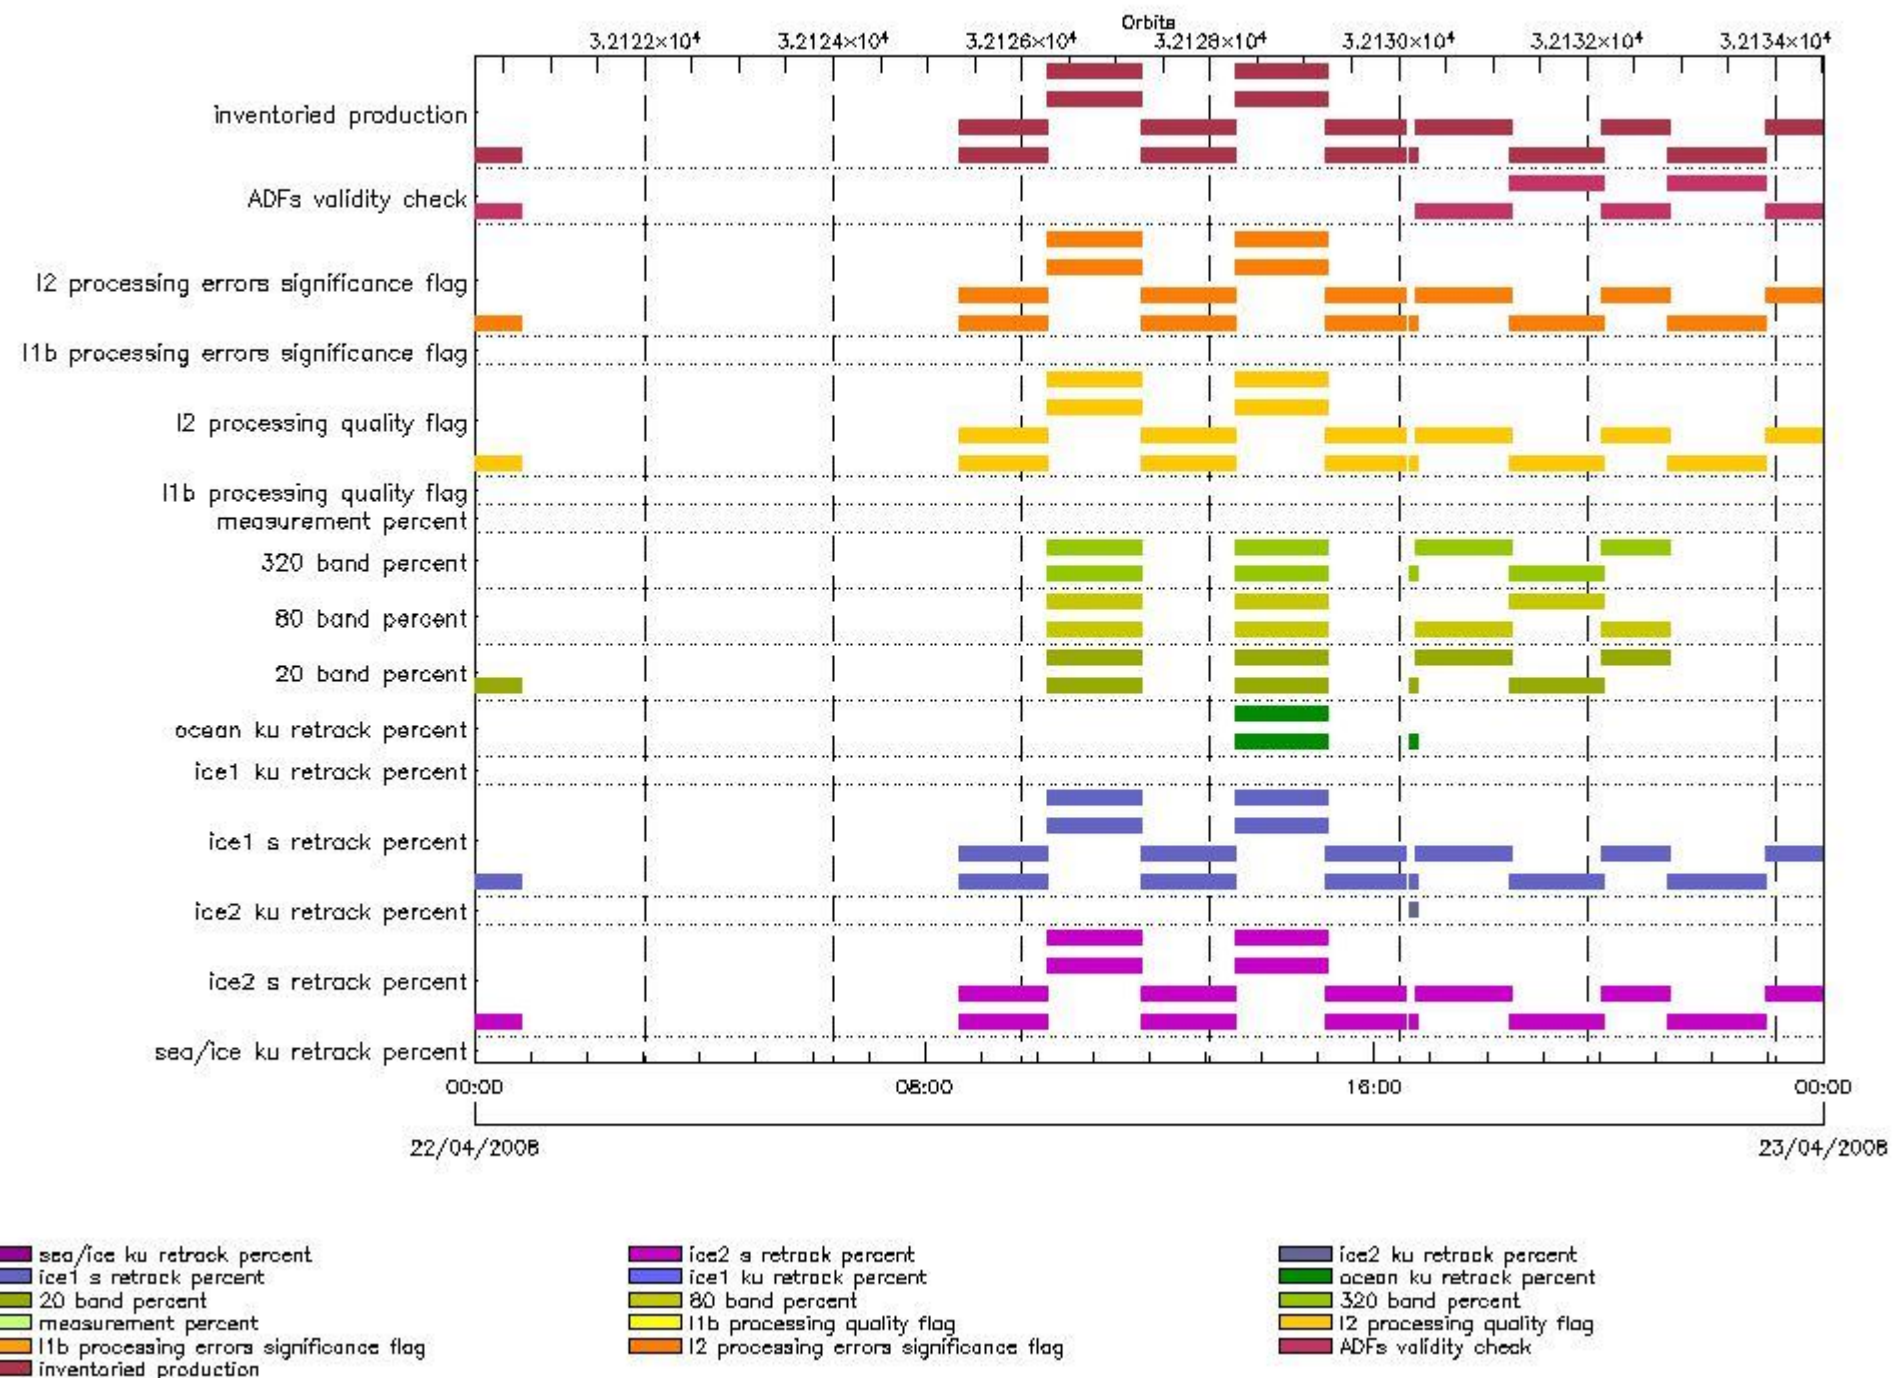 Orbits
3.2122×10⁴ 3.2124×10⁴ 3.2126×10⁴ 3.2128×10⁴ 3.2130×10⁴ 3.2132×10⁴ 3.2134×10⁴
inventoried production
ADFs validity check
l2 processing errors significance flag
l1b processing errors significance flag
l2 processing quality flag
l1b processing quality flag
measurement percent
320 band percent
80 band percent
20 band percent
ocean ku retrack percent
ice1 ku retrack percent
ice1 s retrack percent
ice2 ku retrack percent
ice2 s retrack percent
sea/ice ku retrack percent
00:00 08:00 16:00 00:00
22/04/2008 23/04/2008
sea/ice ku retrack percent ice2 s retrack percent ice2 ku retrack percent
ice1 s retrack percent ice1 ku retrack percent ocean ku retrack percent
20 band percent 80 band percent 320 band percent
measurement percent l1b processing quality flag l2 processing quality flag
l1b processing errors significance flag l2 processing errors significance flag ADFs validity check
inventoried production